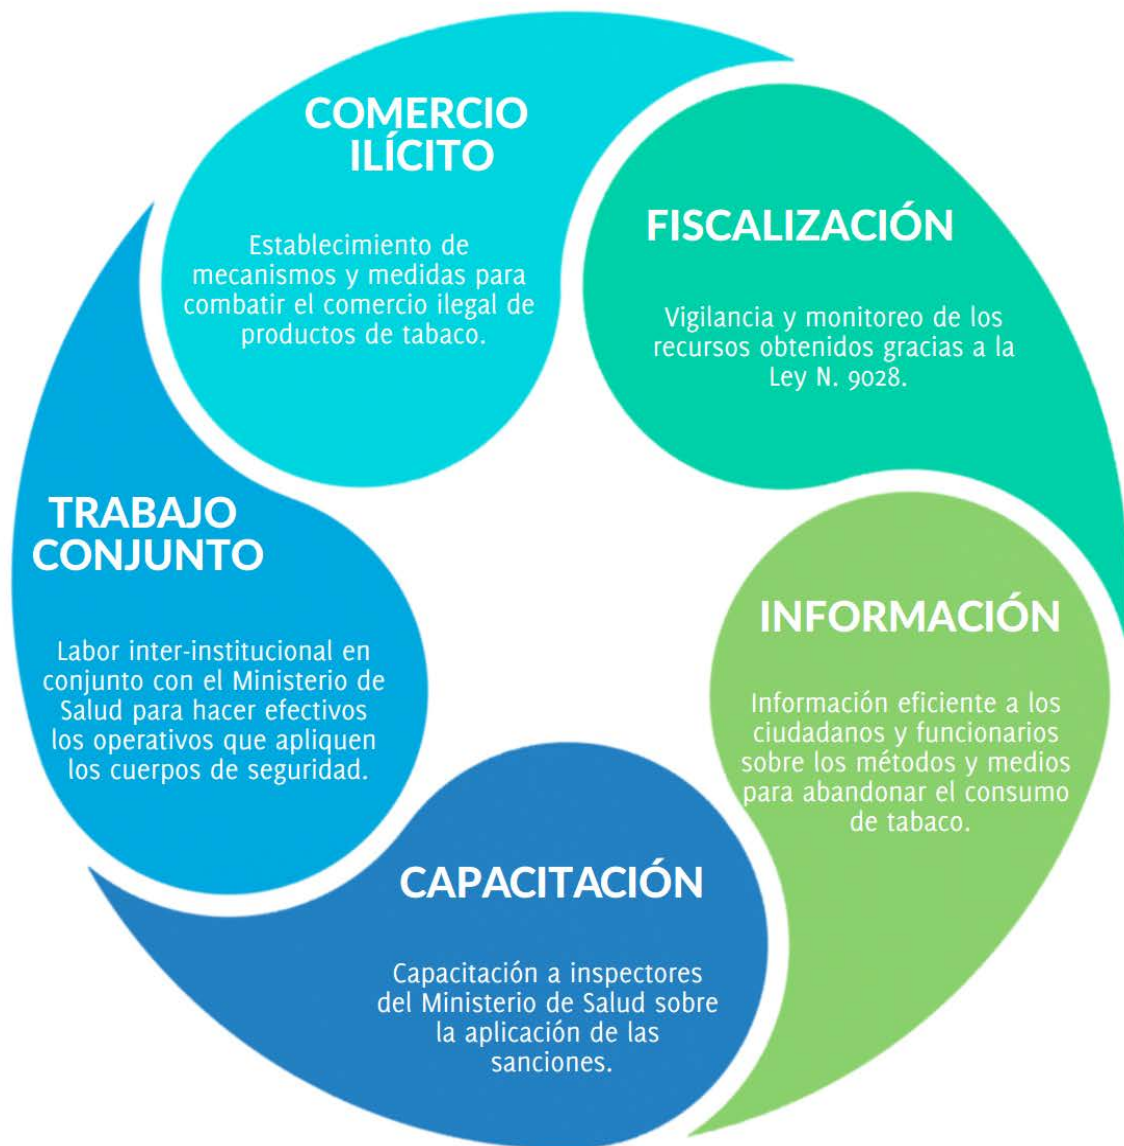 COMERCIO
ILÍCITO
Establecimiento de
mecanismos y medidas para
combatir el comercio ilegal de
productos de tabaco.
FISCALIZACIÓN
Vigilancia y monitoreo de los
recursos obtenidos gracias a la
Ley N. 9028.
INFORMACIÓN
Información eficiente a los
ciudadanos y funcionarios
sobre los métodos y medios
para abandonar el consumo
de tabaco.
CAPACITACIÓN
Capacitación a inspectores
del Ministerio de Salud sobre
la aplicación de las
sanciones.
TRABAJO
CONJUNTO
Labor inter-institucional en
conjunto con el Ministerio de
Salud para hacer efectivos
los operativos que apliquen
los cuerpos de seguridad.